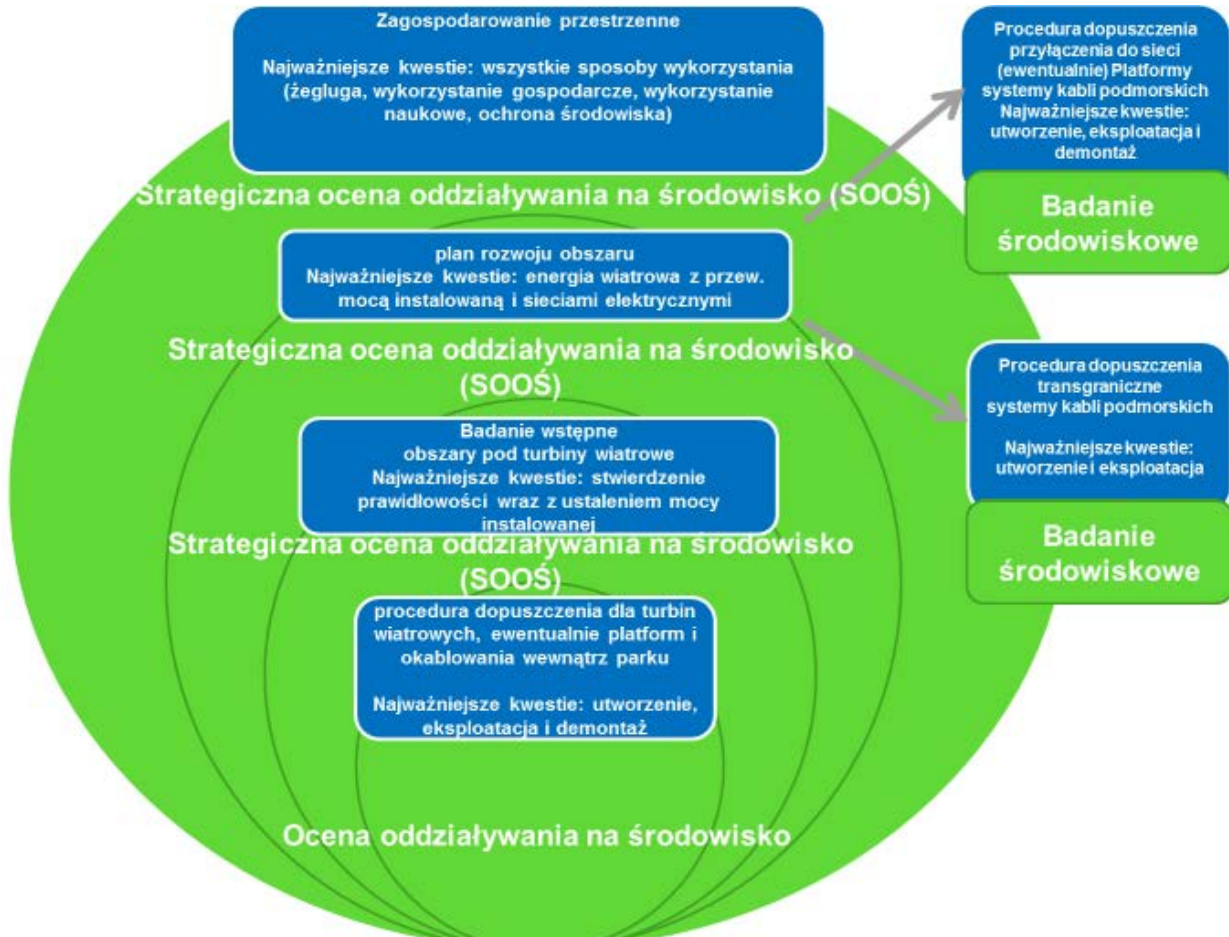 Zagospodarowanie przestrzenne
Najważniejsze kwestie: wszystkie sposoby wykorzystania
(żegluga, wykorzystanie gospodarcze, wykorzystanie
naukowe, ochrona środowiska)
Strategiczna ocena oddziaływania na środowisko (SOOŚ)
plan rozwoju obszaru
Najważniejsze kwestie: energia wiatrowa z przew.
mocą instalowaną i sieciami elektrycznymi
Strategiczna ocena oddziaływania na środowisko
(SOOŚ)
Badanie wstępne
obszary pod turbiny wiatrowe
Najważniejsze kwestie: stwierdzenie
prawidłowości wraz z ustaleniem mocy
instalowanej
Strategiczna ocena oddziaływania na środowisko
(SOOŚ)
procedura dopuszczenia dla turbin
wiatrowych, ewentualnie platform i
okablowania wewnątrz parku
Najważniejsze kwestie: utworzenie,
eksploatacja i demontaż
Ocena oddziaływania na środowisko
Procedura dopuszczenia
przyłączenia do sieci
(ewentualnie) Platformy
systemy kabli podmorskich
Najważniejsze kwestie:
utworzenie, eksploatacja i
demontaż
Badanie
środowiskowe
Procedura dopuszczenia
transgraniczne
systemy kabli podmorskich
Najważniejsze kwestie:
utworzenie i eksploatacja
Badanie
środowiskowe